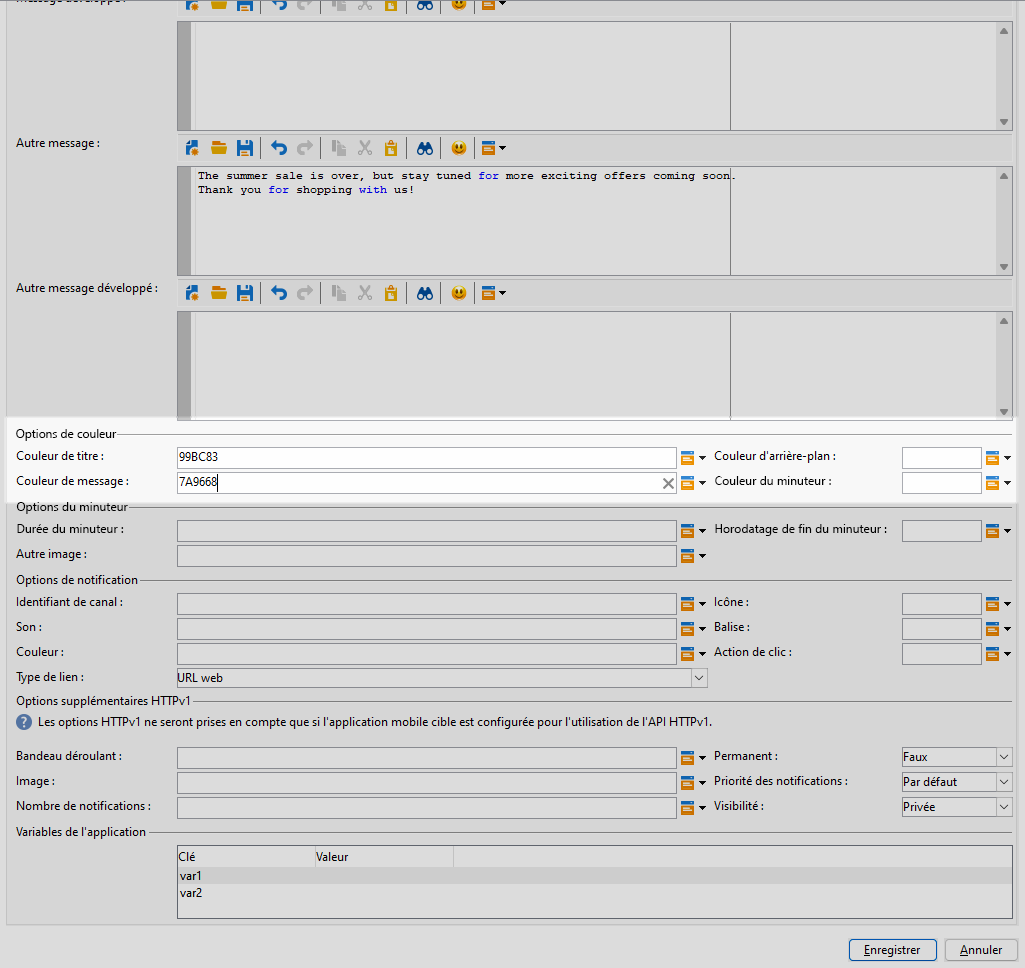 Message développé :
Autre message :
The summer sale is over, but stay tuned for more exciting offers coming soon.
Thank you for shopping with us!
Autre message développé :
Options de couleur
Couleur de titre : 99BC83 Couleur d'arrière-plan :
Couleur de message : 7A9668 Couleur du minuteur :
Options du minuteur
Durée du minuteur : Horodatage de fin du minuteur :
Autre image :
Options de notification
Identifiant de canal : Icône :
Son : Balise :
Couleur : Action de clic :
Type de lien : URL web
Options supplémentaires HTTPv1
Les options HTTPv1 ne seront prises en compte que si l'application mobile cible est configurée pour l'utilisation de l'API HTTPv1.
Bandeau déroulant : Permanent : Faux
Image : Priorité des notifications : Par défaut
Nombre de notifications : Visibilité : Privée
Variables de l'application
Clé Valeur
var1
var2
Enregistrer Annuler